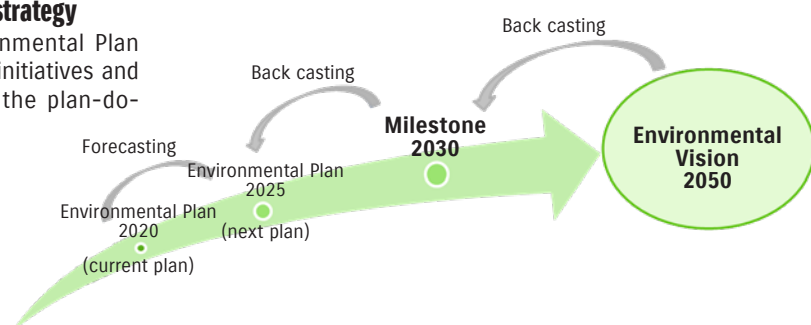 strategy
nmental Plan
initiatives and
the plan-do-
Back casting
Back casting
Forecasting
Milestone
2030
Environmental
Vision
2050
Environmental Plan
2025
(next plan)
Environmental Plan
2020
(current plan)